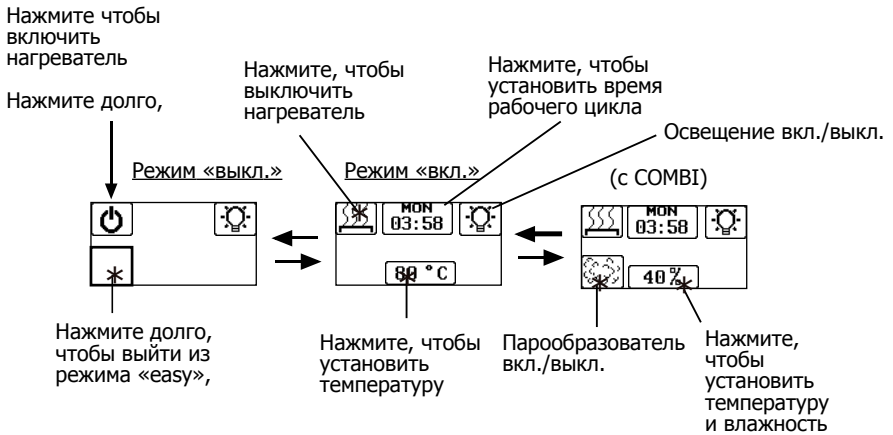 Нажмите чтобы
включить
нагреватель
Нажмите долго,
Нажмите, чтобы
выключить
нагреватель
Нажмите, чтобы
установить время
рабочего цикла
Освещение вкл./выкл.
Режим «выкл.»
Режим «вкл.»
(с COMBI)
MON
03:58
MON
03:58
80 °C
40 %
Нажмите долго,
чтобы выйти из
режима «easy»,
Нажмите, чтобы
установить
температуру
Парообразователь
вкл./выкл.
Нажмите,
чтобы
установить
температуру
и влажность